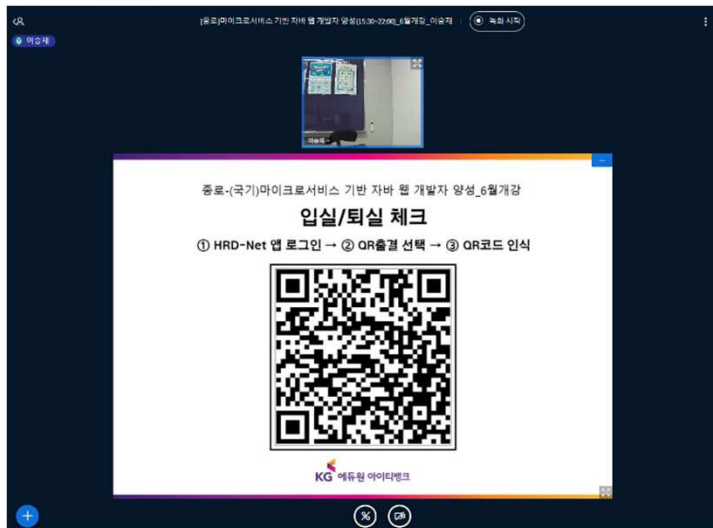 [종로]마이크로서비스 기반 자바 웹 개발자 양성(15:30~22:00)_6월개강_이승재
녹화 시작
이승재
이승재
종로-(국기)마이크로서비스 기반 자바 웹 개발자 양성_6월개강
입실/퇴실 체크
① HRD-Net 앱 로그인 → ② QR출결 선택 → ③ QR코드 인식
KG 에듀원 아이티뱅크